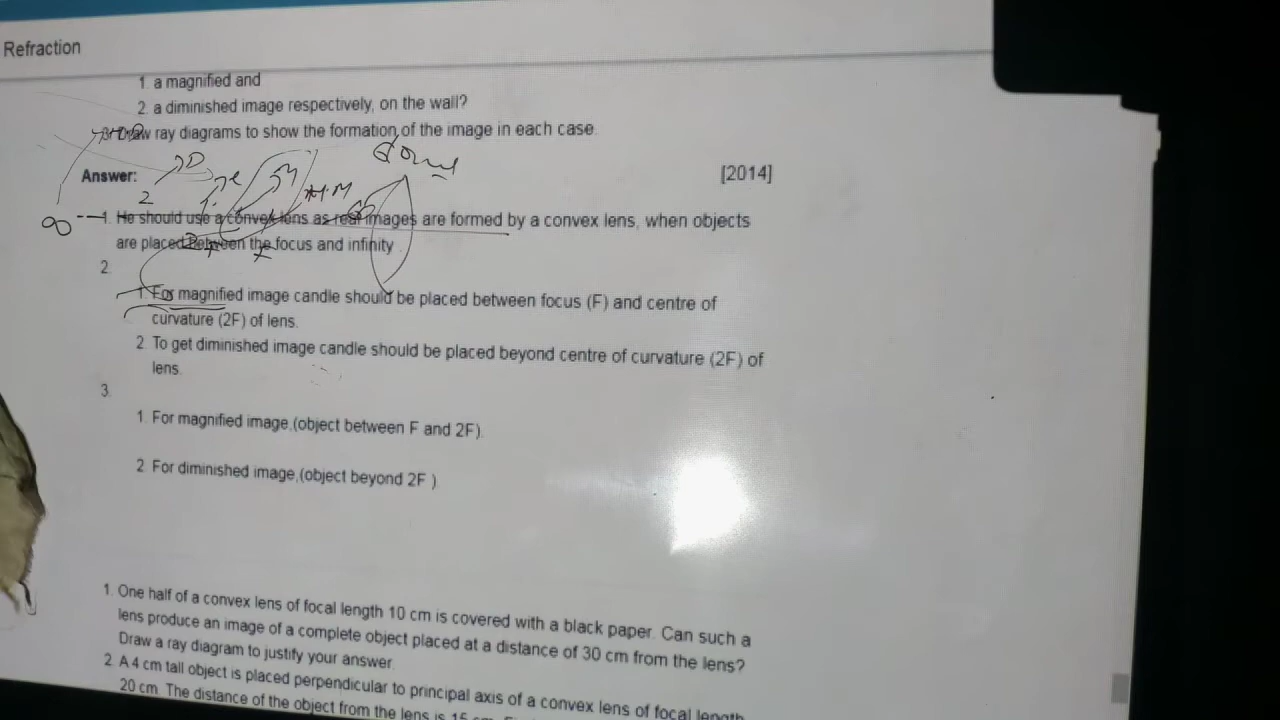 Refraction
1. a magnified and
2. a diminished image respectively, on the wall?
Draw ray diagrams to show the formation of the image in each case.
Answer:
[2014]
2
∞
1. He should use a convex lens as real images are formed by a convex lens, when objects
are placed between the focus and infinity
2.
1. For magnified image candle should be placed between focus (F) and centre of
curvature (2F) of lens.
2. To get diminished image candle should be placed beyond centre of curvature (2F) of
lens.
3.
1. For magnified image,(object between F and 2F).
2. For diminished image,(object beyond 2F )
1. One half of a convex lens of focal length 10 cm is covered with a black paper. Can such a
lens produce an image of a complete object placed at a distance of 30 cm from the lens?
Draw a ray diagram to justify your answer
2. A 4 cm tall object is placed perpendicular to principal axis of a convex lens of focal length
20 cm. The distance of the object from the lens is 15 cm.